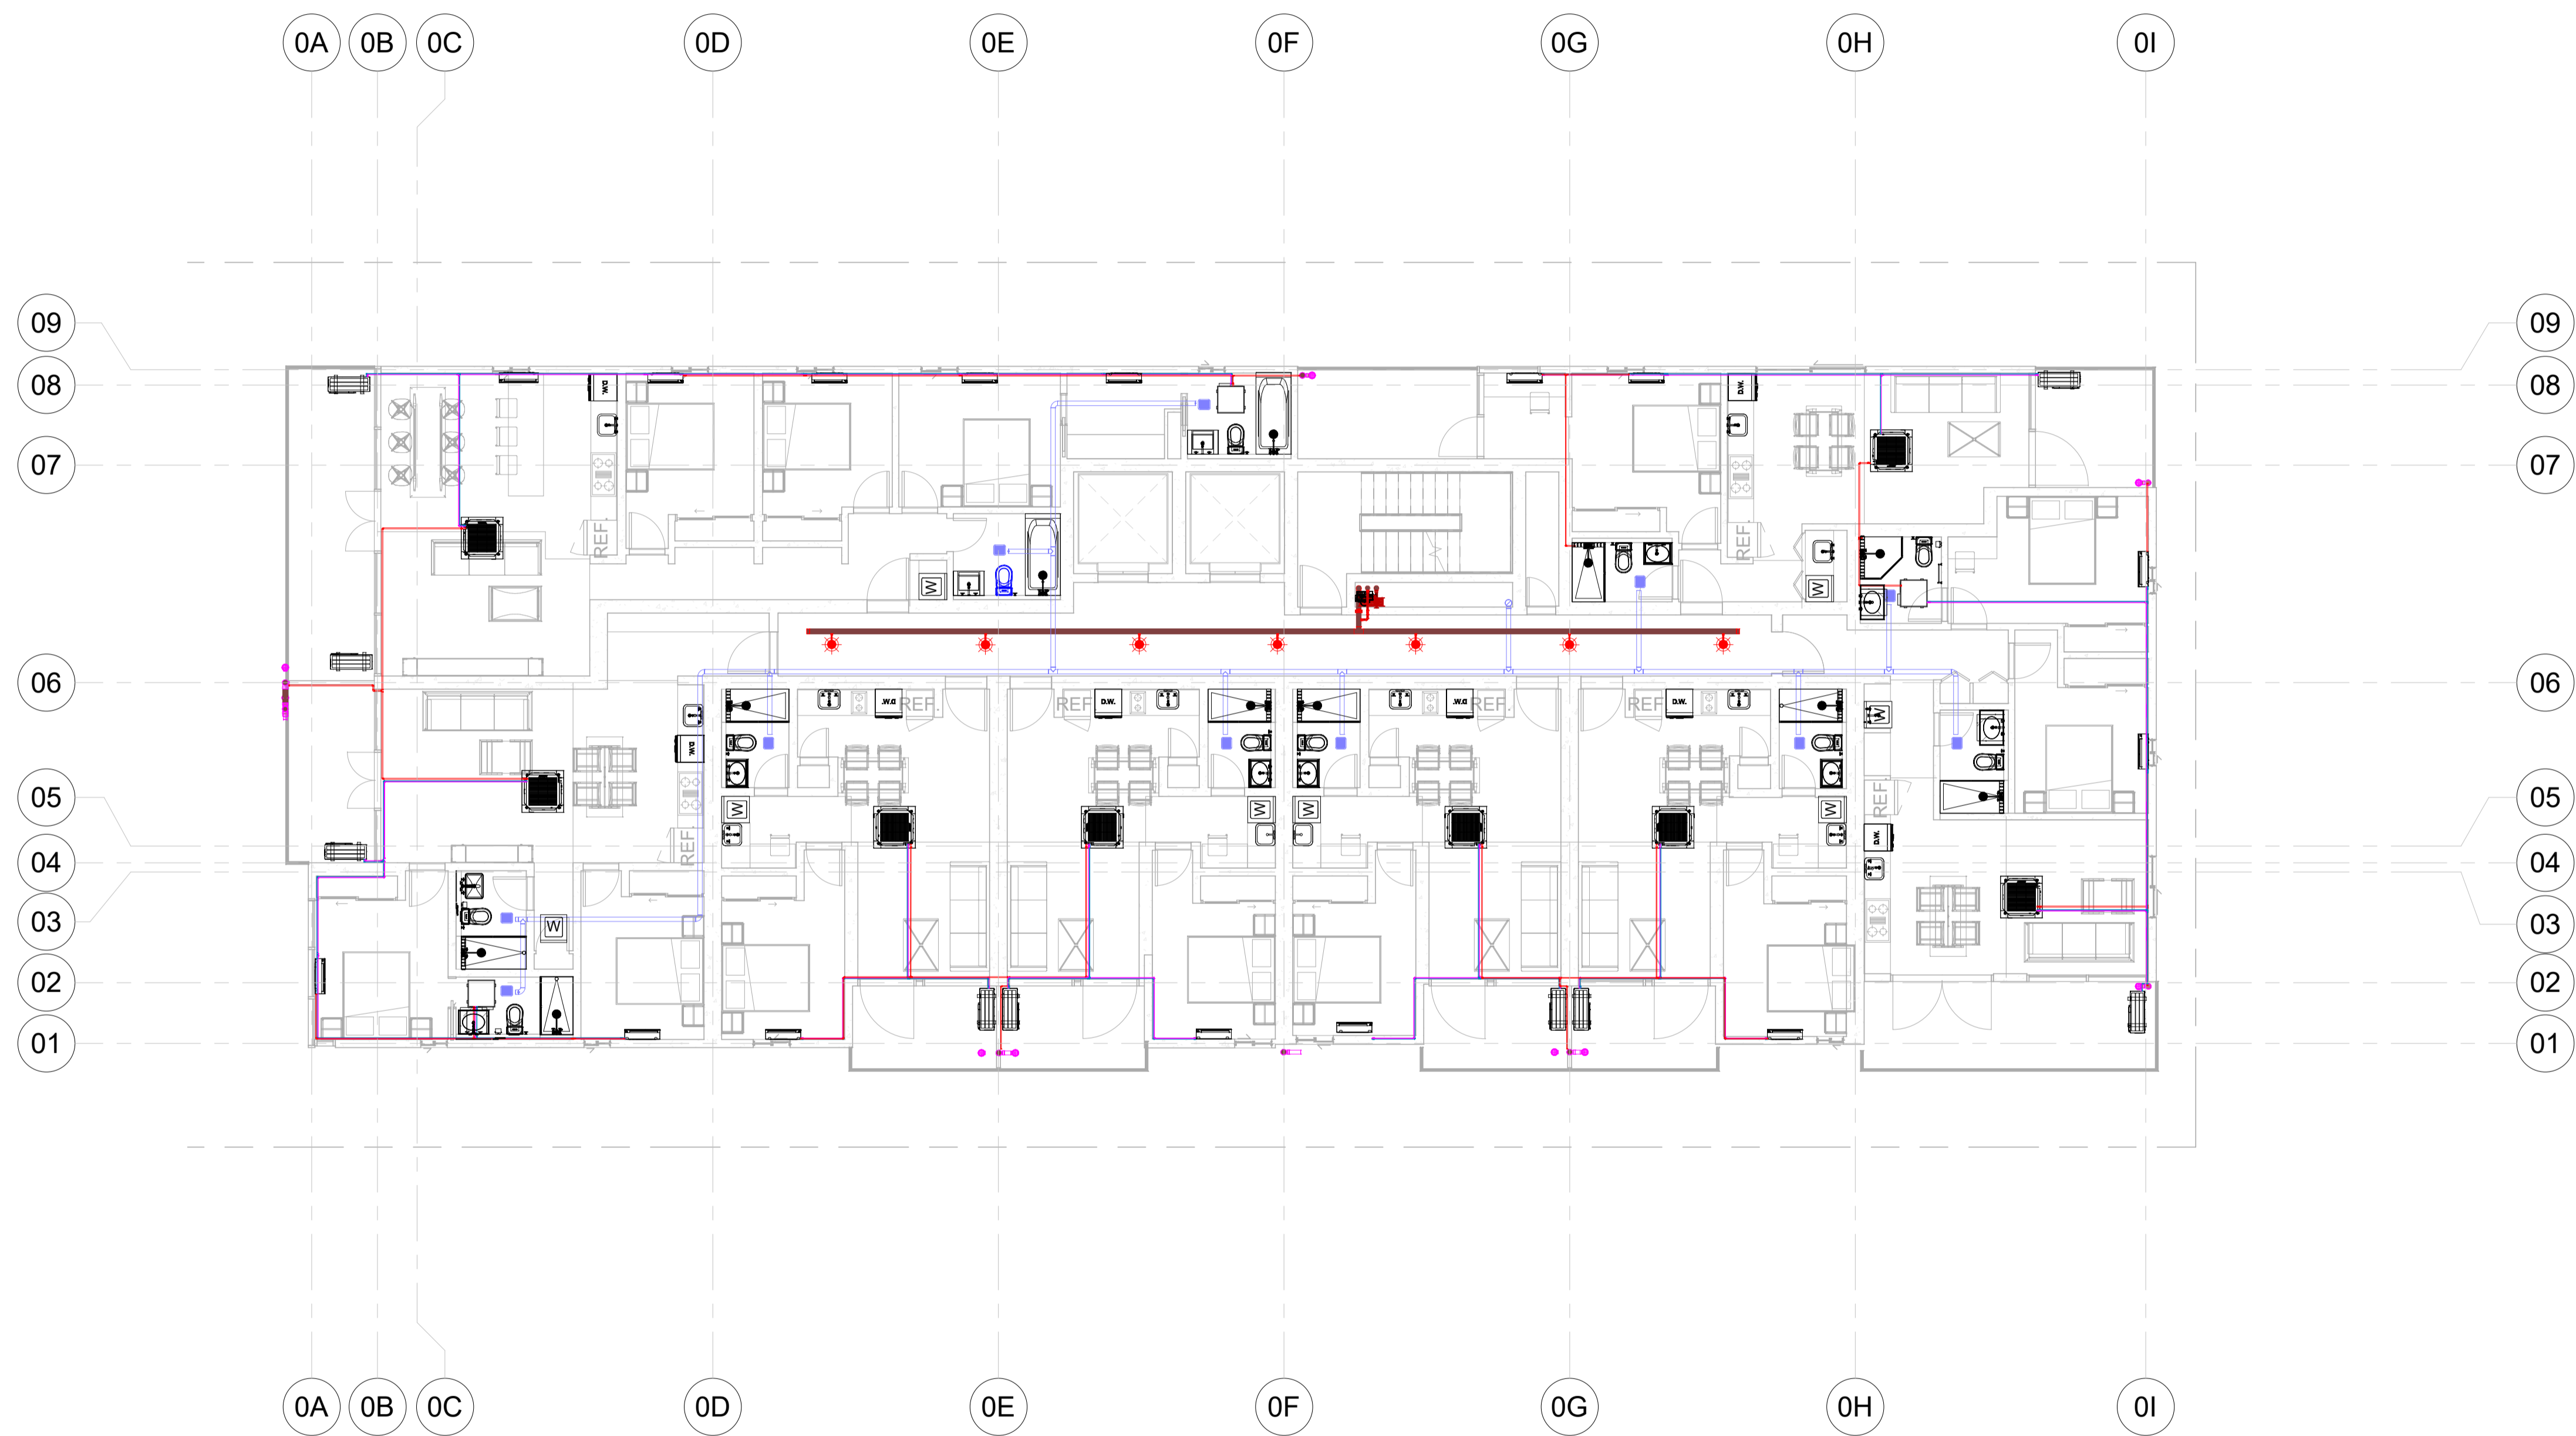 0A 0B 0C 0D 0E 0F 0G 0H 0I
09 09
08 08
D.W. D.W.
07 07
REF. REF.
W W
06 06
W
D.W. REF. REF D.W. D.W. REF. REF D.W.
D.W.
REF
W W W W
05 05
D.W.
REF.
04 04
03 03
W
02 02
01 01
0A 0B 0C 0D 0E 0F 0G 0H 0I